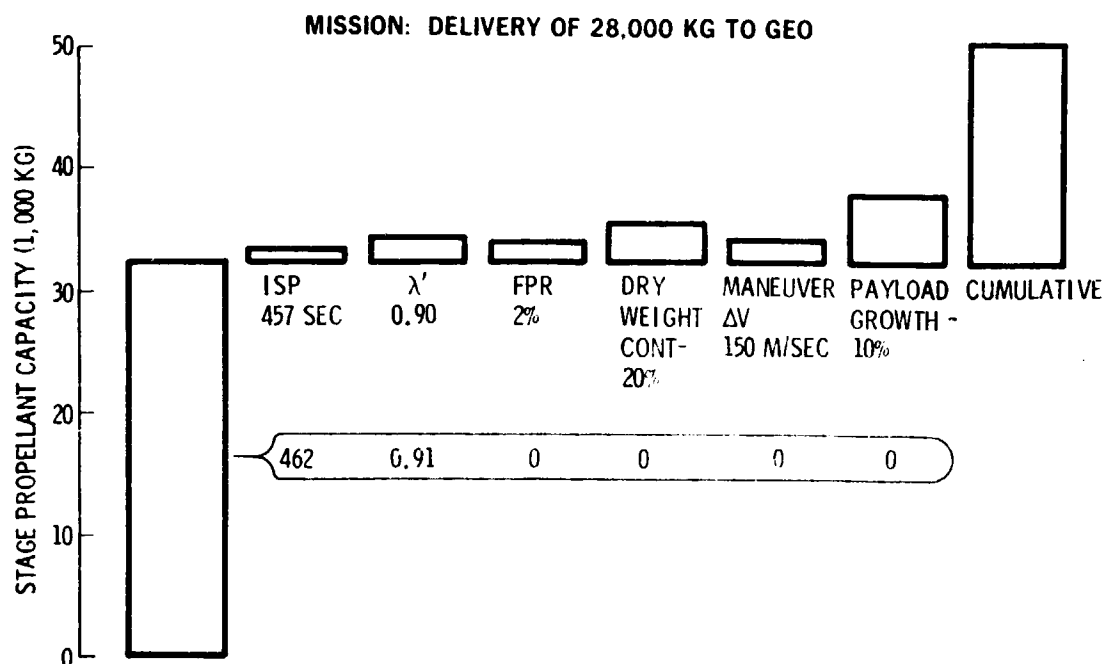 MISSION: DELIVERY OF 28,000 KG TO GEO
STAGE PROPELLANT CAPACITY (1,000 KG)
50
40
30
20
10
0
ISP
457 SEC
λ'
0.90
FPR
2%
DRY
WEIGHT
CONT-
20%
MANEUVER
ΔV
150 M/SEC
PAYLOAD
GROWTH -
10%
CUMULATIVE
462 0.91 0 0 0 0